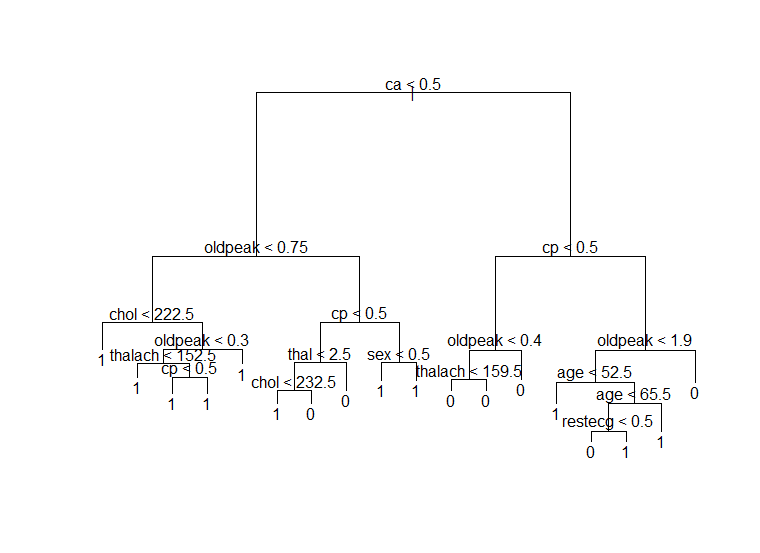 ca < 0.5
oldpeak < 0.75
cp < 0.5
chol < 222.5
cp < 0.5
oldpeak < 0.3
oldpeak < 0.4
oldpeak < 1.9
1
thalach < 152.5
thal < 2.5
sex < 0.5
cp < 0.5
1
thalach < 159.5
age < 52.5
1
chol < 232.5
1
1
0
0
age < 65.5
1
1
0
0
0
1
0
1
0
restecg < 0.5
1
0
1